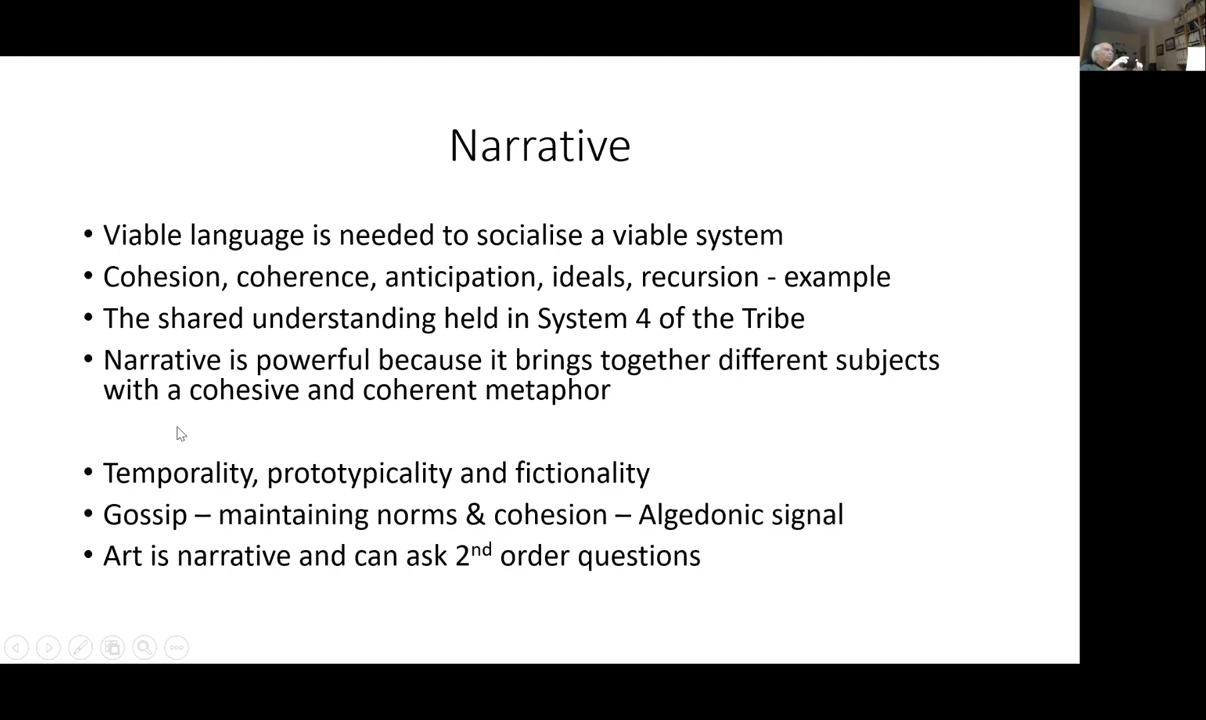 Narrative
• Viable language is needed to socialise a viable system
• Cohesion, coherence, anticipation, ideals, recursion - example
• The shared understanding held in System 4 of the Tribe
• Narrative is powerful because it brings together different subjects
with a cohesive and coherent metaphor
• Temporality, prototypicality and fictionality
• Gossip – maintaining norms & cohesion – Algedonic signal
• Art is narrative and can ask 2nd order questions